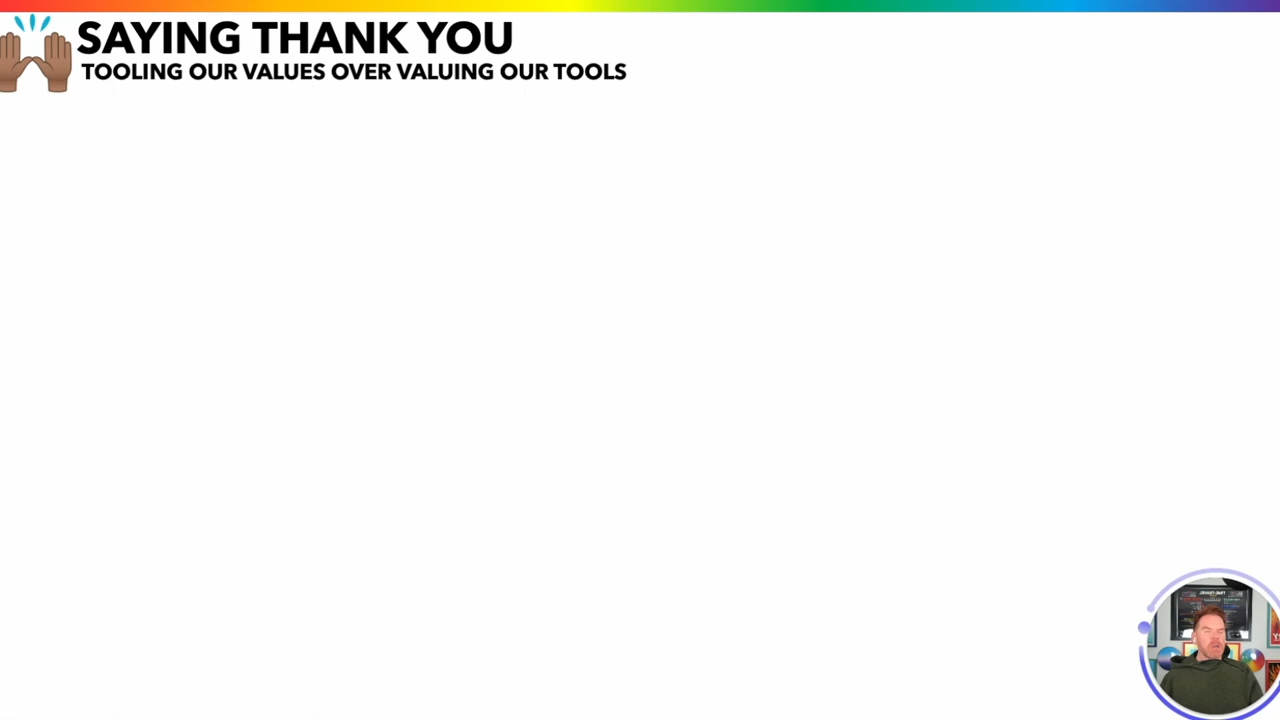 SAYING THANK YOU
TOOLING OUR VALUES OVER VALUING OUR TOOLS